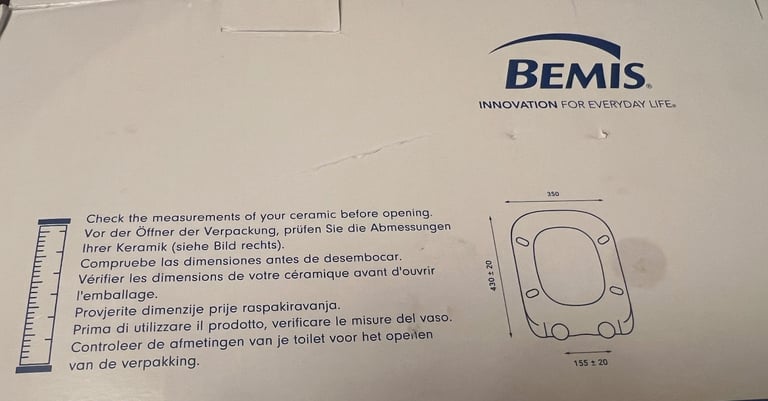 BEMIS®
INNOVATION FOR EVERYDAY LIFE®
Check the measurements of your ceramic before opening.
Vor der Öffner der Verpackung, prüfen Sie die Abmessungen
Ihrer Keramik (siehe Bild rechts).
Compruebe las dimensiones antes de desembocar.
Vérifier les dimensions de votre céramique avant d'ouvrir
l'emballage.
Provjerite dimenzije prije raspakiravanja.
Prima di utilizzare il prodotto, verificare le misure del vaso.
Controleer de afmetingen van je toilet voor het openen
van de verpakking.
350
430 ± 20
155 ± 20